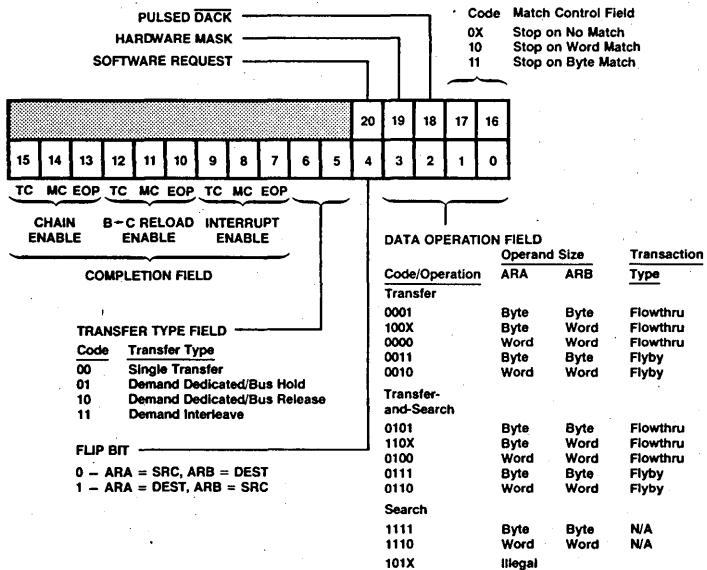 PULSED DACK
HARDWARE MASK
SOFTWARE REQUEST
Code Match Control Field
0X Stop on No Match
10 Stop on Word Match
11 Stop on Byte Match
20 19 18 17 16
15 14 13 12 11 10 9 8 7 6 5 4 3 2 1 0
TC MC EOP TC MC EOP TC MC EOP
CHAIN ENABLE
B–C RELOAD ENABLE
INTERRUPT ENABLE
COMPLETION FIELD
TRANSFER TYPE FIELD
Code Transfer Type
00 Single Transfer
01 Demand Dedicated/Bus Hold
10 Demand Dedicated/Bus Release
11 Demand Interleave
FLIP BIT
0 – ARA = SRC, ARB = DEST
1 – ARA = DEST, ARB = SRC
DATA OPERATION FIELD
Operand Size Transaction
Code/Operation ARA ARB Type
Transfer
0001 Byte Byte Flowthru
100X Byte Word Flowthru
0000 Word Word Flowthru
0011 Byte Byte Flyby
0010 Word Word Flyby
Transfer-
and-Search
0101 Byte Byte Flowthru
110X Byte Word Flowthru
0100 Word Word Flowthru
0111 Byte Byte Flyby
0110 Word Word Flyby
Search
1111 Byte Byte N/A
1110 Word Word N/A
101X Illegal